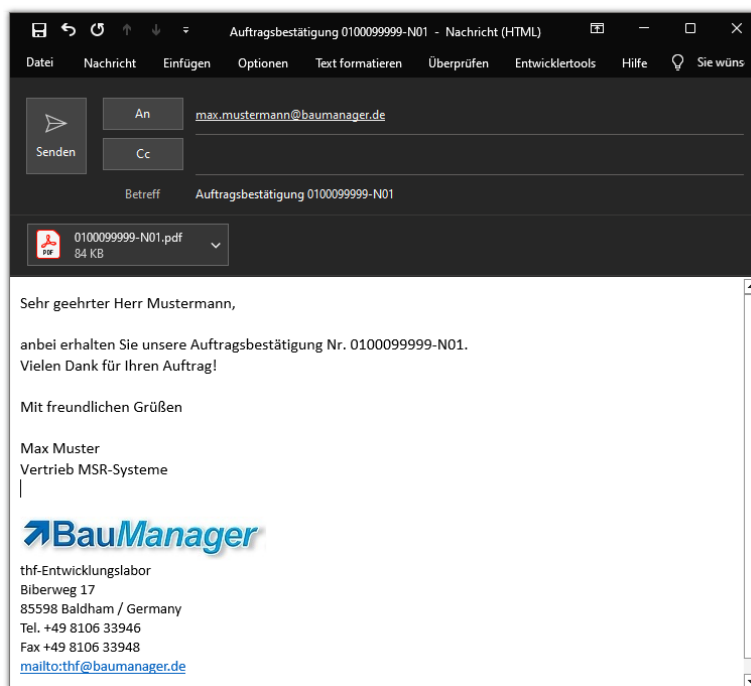 Auftragsbestätigung 0100099999-N01 - Nachricht (HTML)
Datei Nachricht Einfügen Optionen Text formatieren Überprüfen Entwicklertools Hilfe Sie wüns
Senden
An max.mustermann@baumanager.de
Cc
Betreff Auftragsbestätigung 0100099999-N01
PDF
0100099999-N01.pdf
84 KB
Sehr geehrter Herr Mustermann,
anbei erhalten Sie unsere Auftragsbestätigung Nr. 0100099999-N01.
Vielen Dank für Ihren Auftrag!
Mit freundlichen Grüßen
Max Muster
Vertrieb MSR-Systeme
BauManager
thf-Entwicklungslabor
Biberweg 17
85598 Baldham / Germany
Tel. +49 8106 33946
Fax +49 8106 33948
mailto:thf@baumanager.de